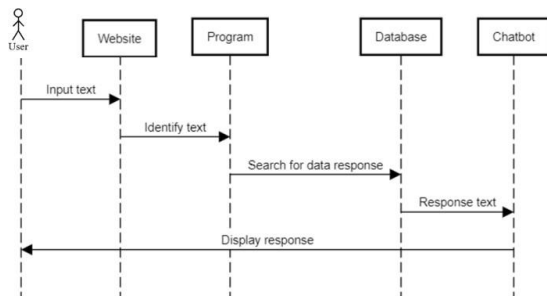 User
Website
Program
Database
Chatbot
Input text
Identify text
Search for data response
Response text
Display response